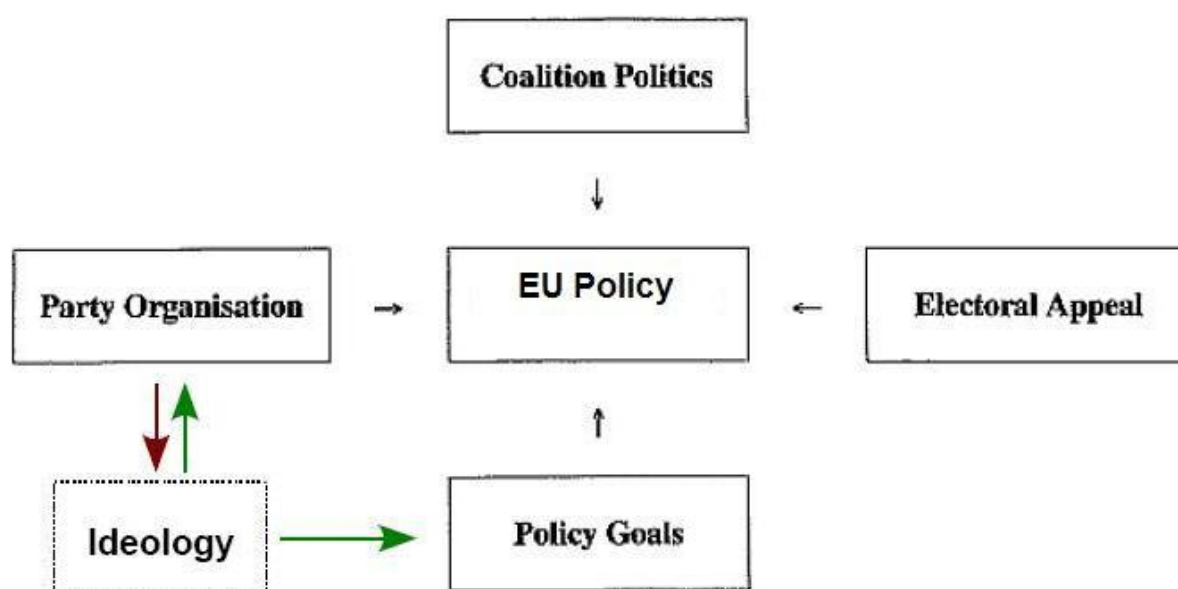 Coalition Politics
Party Organisation
EU Policy
Electoral Appeal
Ideology
Policy Goals